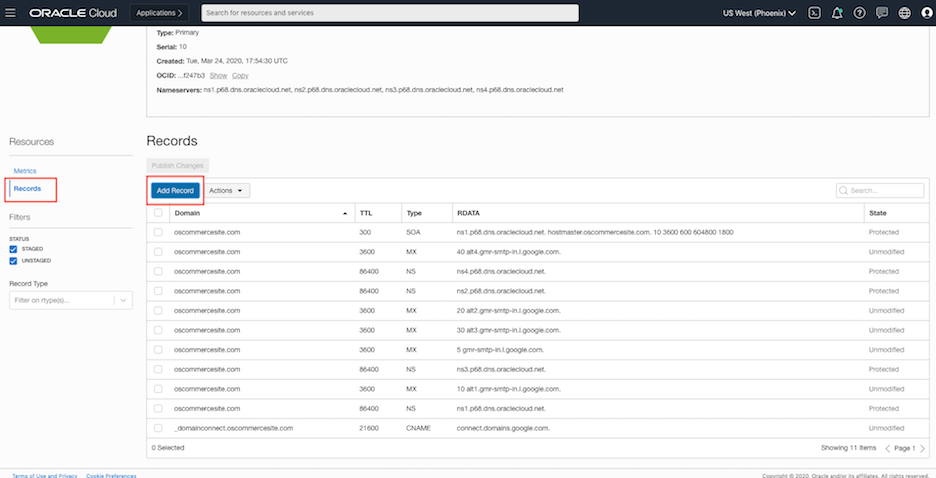 ORACLE Cloud Applications > Search for resources and services US West (Phoenix)
Type: Primary
Serial: 10
Created: Tue, Mar 24, 2020, 17:54:30 UTC
OCID: ...f247b3 Show Copy
Nameservers: ns1.p68.dns.oraclecloud.net, ns2.p68.dns.oraclecloud.net, ns3.p68.dns.oraclecloud.net, ns4.p68.dns.oraclecloud.net
Resources
Metrics
Records
Filters
STATUS
STAGED
UNSTAGED
Record Type
Filter on rtype(s)...
Records
Publish Changes
Add Record Actions Search...
Domain TTL Type RDATA State
oscommercesite.com 300 SOA ns1.p68.dns.oraclecloud.net. hostmaster.oscommercesite.com. 10 3600 600 604800 1800 Protected
oscommercesite.com 3600 MX 40 alt4.gmr-smtp-in.l.google.com. Unmodified
oscommercesite.com 86400 NS ns4.p68.dns.oraclecloud.net. Protected
oscommercesite.com 86400 NS ns2.p68.dns.oraclecloud.net. Protected
oscommercesite.com 3600 MX 20 alt2.gmr-smtp-in.l.google.com. Unmodified
oscommercesite.com 3600 MX 30 alt3.gmr-smtp-in.l.google.com. Unmodified
oscommercesite.com 3600 MX 5 gmr-smtp-in.l.google.com. Unmodified
oscommercesite.com 86400 NS ns3.p68.dns.oraclecloud.net. Protected
oscommercesite.com 3600 MX 10 alt1.gmr-smtp-in.l.google.com. Unmodified
oscommercesite.com 86400 NS ns1.p68.dns.oraclecloud.net. Protected
_domainconnect.oscommercesite.com 21600 CNAME connect.domains.google.com. Unmodified
0 Selected Showing 11 Items < Page 1 >
Terms of Use and Privacy Cookie Preferences Copyright © 2020, Oracle and/or its affiliates. All rights reserved.